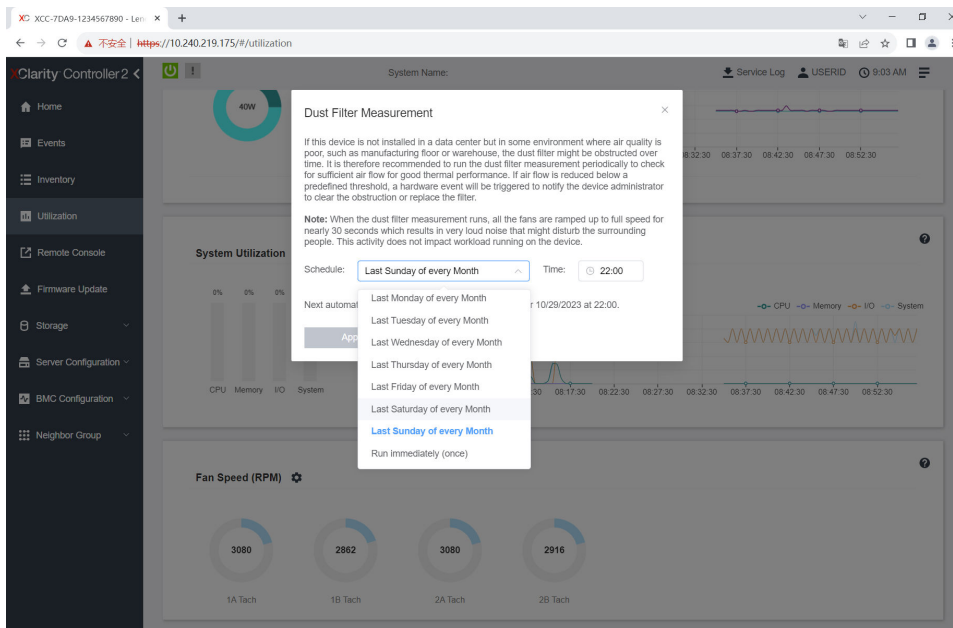 XC XCC-7DA9-1234567890 - Len
不安全 | https://10.240.219.175/#/utilization
XClarity Controller 2
System Name:
Service Log
USERID
9:03 AM
Home
Events
Inventory
Utilization
Remote Console
Firmware Update
Storage
Server Configuration
BMC Configuration
Neighbor Group
40W
08:32:30 08:37:30 08:42:30 08:47:30 08:52:30
Dust Filter Measurement
If this device is not installed in a data center but in some environment where air quality is
poor, such as manufacturing floor or warehouse, the dust filter might be obstructed over
time. It is therefore recommended to run the dust filter measurement periodically to check
for sufficient air flow for good thermal performance. If air flow is reduced below a
predefined threshold, a hardware event will be triggered to notify the device administrator
to clear the obstruction or replace the filter.
Note: When the dust filter measurement runs, all the fans are ramped up to full speed for
nearly 30 seconds which results in very loud noise that might disturb the surrounding
people. This activity does not impact workload running on the device.
Schedule: Last Sunday of every Month Time: 22:00
Next automat r 10/29/2023 at 22:00.
App
Last Monday of every Month
Last Tuesday of every Month
Last Wednesday of every Month
Last Thursday of every Month
Last Friday of every Month
Last Saturday of every Month
Last Sunday of every Month
Run immediately (once)
System Utilization
0% 0% 0%
CPU Memory I/O System
CPU Memory I/O System
:30 08:17:30 08:22:30 08:27:30 08:32:30 08:37:30 08:42:30 08:47:30 08:52:30
Fan Speed (RPM)
3080 2862 3080 2916
1A Tach 1B Tach 2A Tach 2B Tach